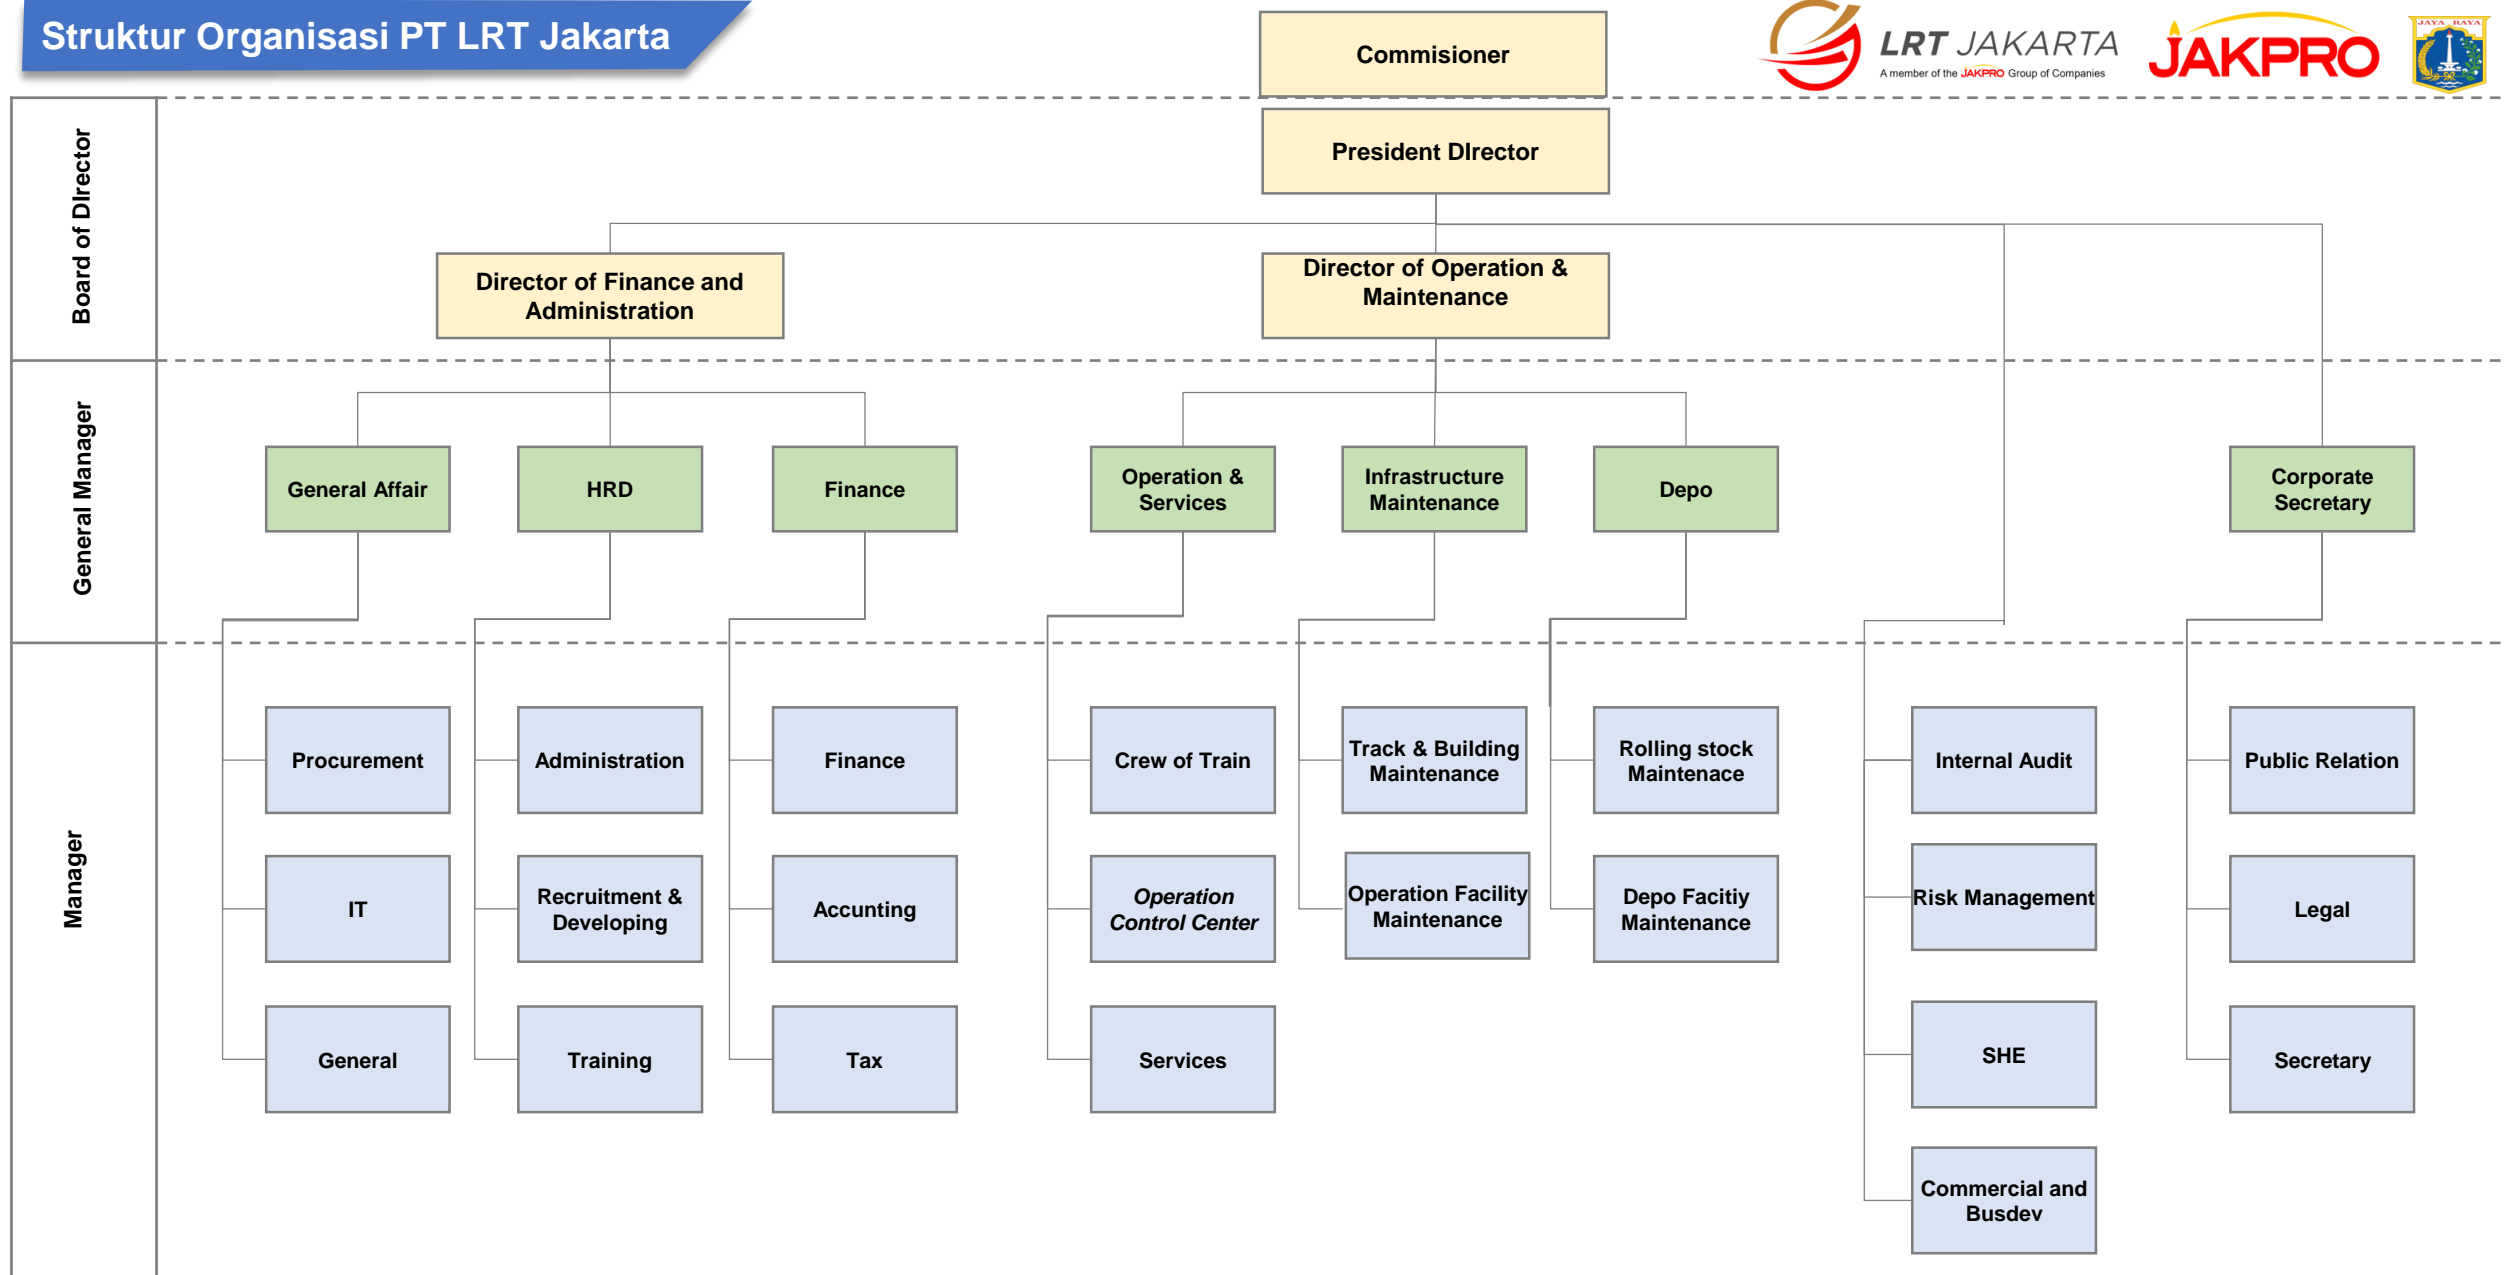 Struktur Organisasi PT LRT Jakarta
Commisioner
LRT JAKARTA
A member of the JAKPRO Group of Companies
JAKPRO
JAYA RAYA
Board of DIrector
President DIrector
Director of Finance and
Administration
Director of Operation &
Maintenance
General Manager
General Affair
HRD
Finance
Operation &
Services
Infrastructure
Maintenance
Depo
Corporate
Secretary
Manager
Procurement
Administration
Finance
Crew of Train
Track & Building
Maintenance
Rolling stock
Maintenace
Internal Audit
Public Relation
IT
Recruitment &
Developing
Accunting
Operation
Control Center
Operation Facility
Maintenance
Depo Facitiy
Maintenance
Risk Management
Legal
General
Training
Tax
Services
SHE
Secretary
Commercial and
Busdev